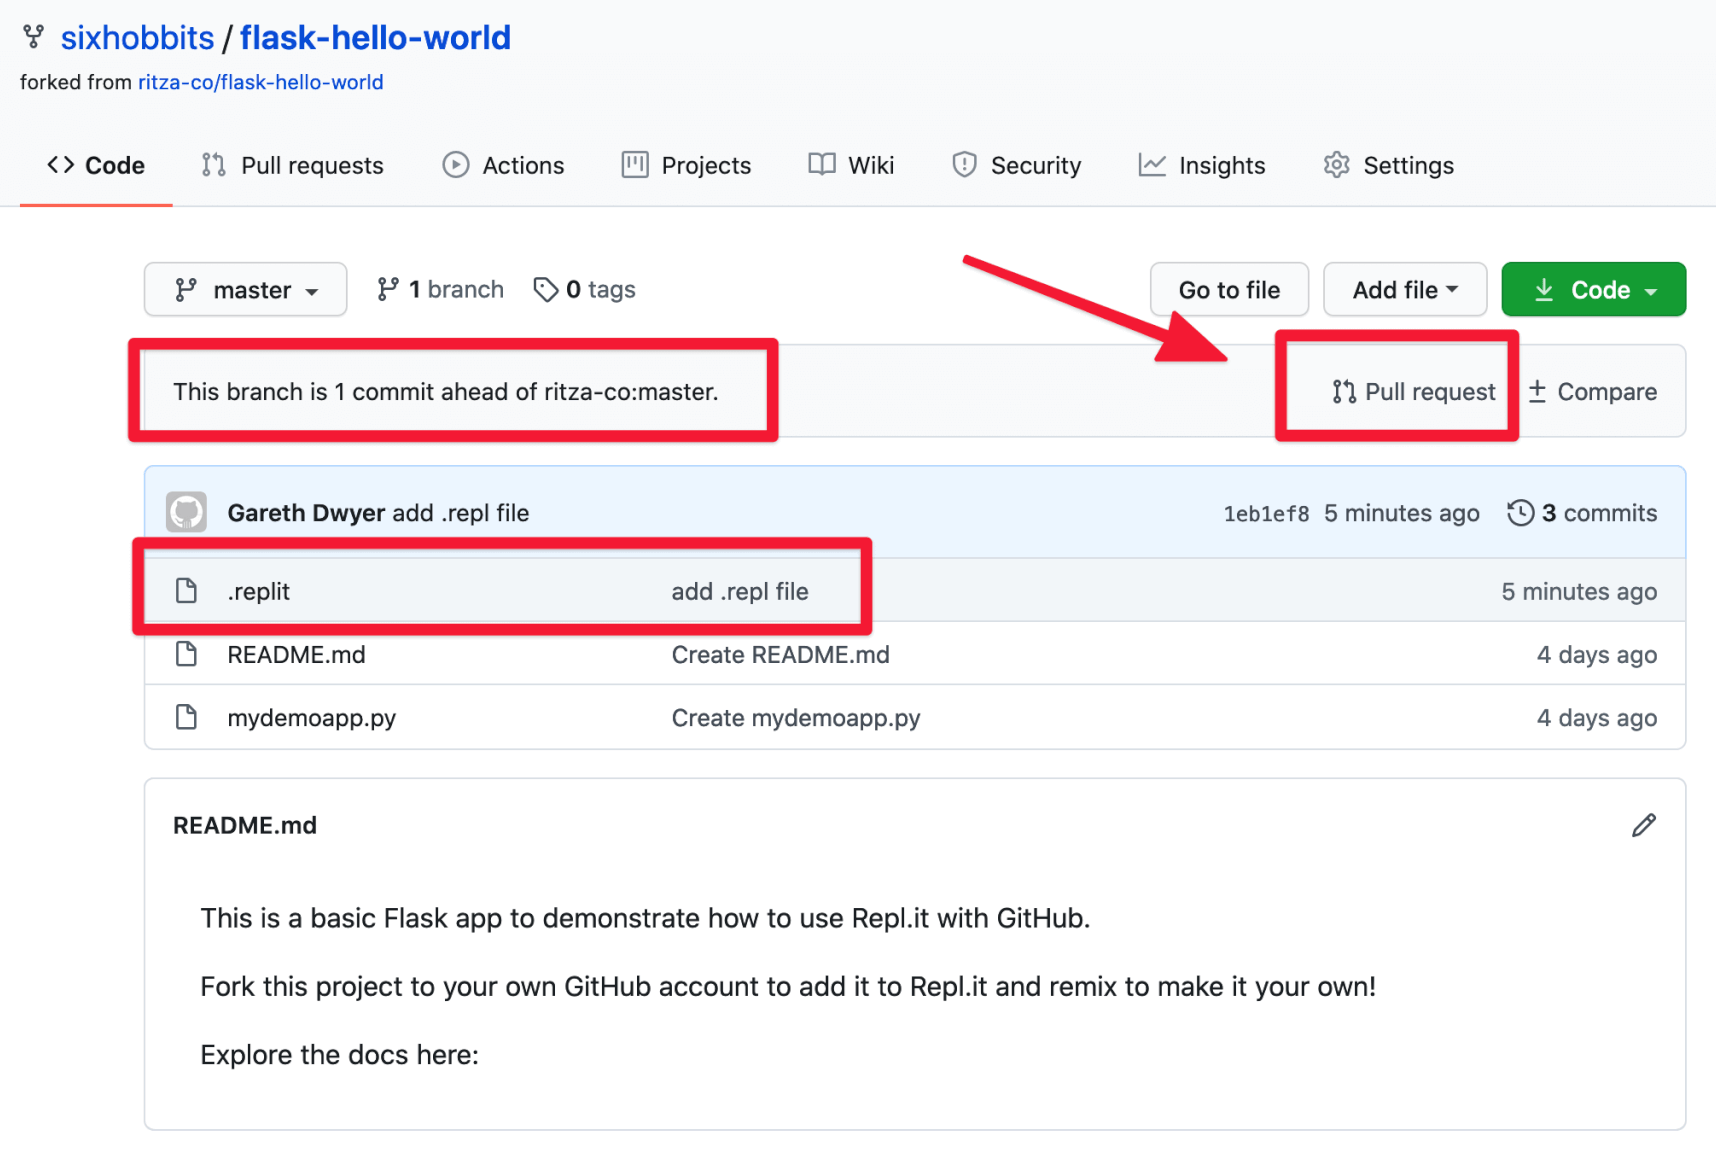 sixhobbits / flask-hello-world
forked from ritza-co/flask-hello-world
Code Pull requests Actions Projects Wiki Security Insights Settings
master 1 branch 0 tags Go to file Add file Code
This branch is 1 commit ahead of ritza-co:master. Pull request Compare
Gareth Dwyer add .repl file 1eb1ef8 5 minutes ago 3 commits
.replit add .repl file 5 minutes ago
README.md Create README.md 4 days ago
mydemoapp.py Create mydemoapp.py 4 days ago
README.md
This is a basic Flask app to demonstrate how to use Repl.it with GitHub.
Fork this project to your own GitHub account to add it to Repl.it and remix to make it your own!
Explore the docs here: